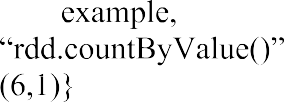 example,
“rdd.countByValue()”
(6,1)}